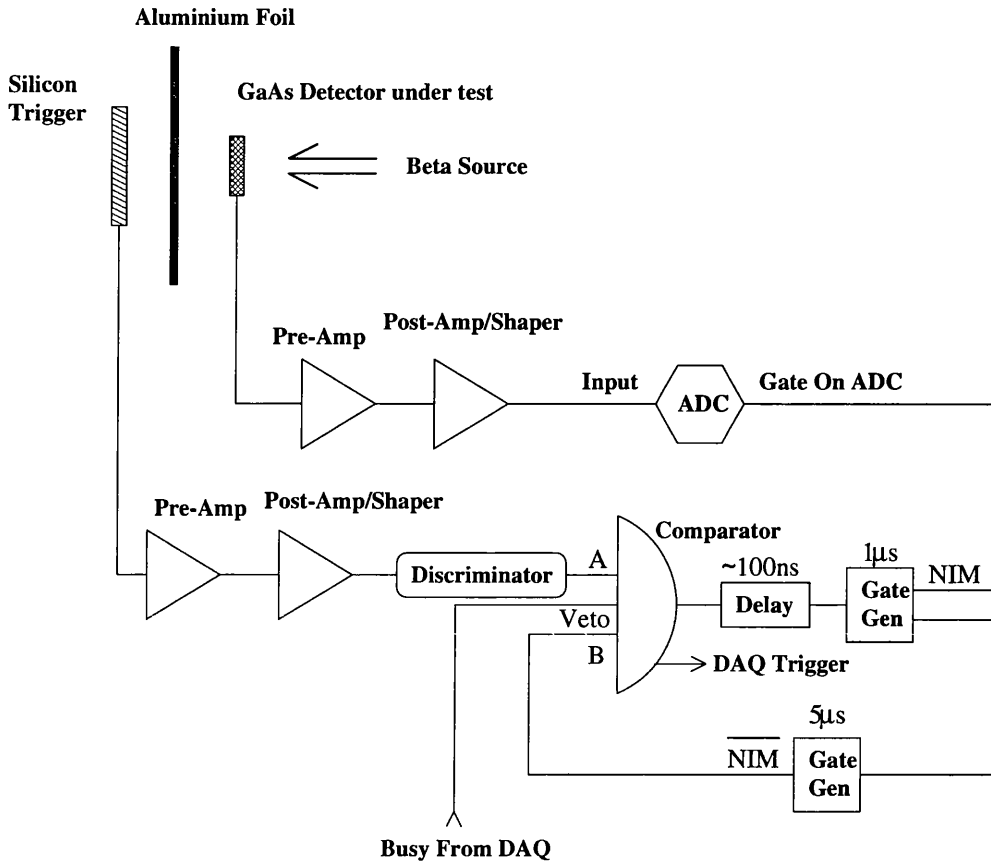 Aluminium Foil
Silicon
Trigger
GaAs Detector under test
Beta Source
Pre-Amp
Post-Amp/Shaper
Input
ADC
Gate On ADC
Pre-Amp
Post-Amp/Shaper
Discriminator
A
Comparator
Veto
B
~100ns
Delay
1µs
Gate
Gen
NIM
DAQ Trigger
5µs
NIM
Gate
Gen
Busy From DAQ